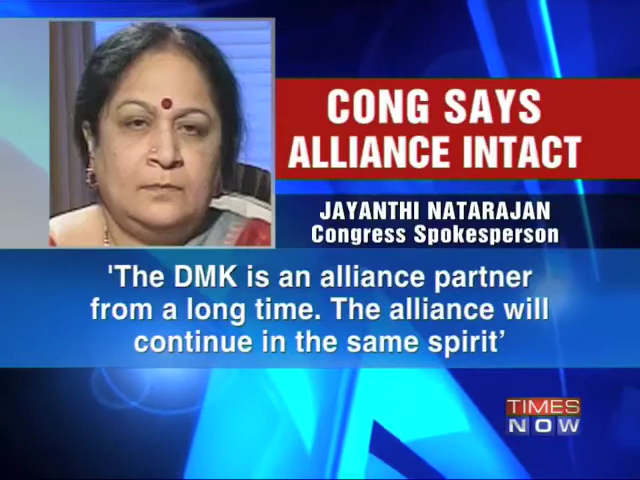 CONG SAYS
ALLIANCE INTACT
JAYANTHI NATARAJAN
Congress Spokesperson
'The DMK is an alliance partner
from a long time. The alliance will
continue in the same spirit’
TIMES
NOW